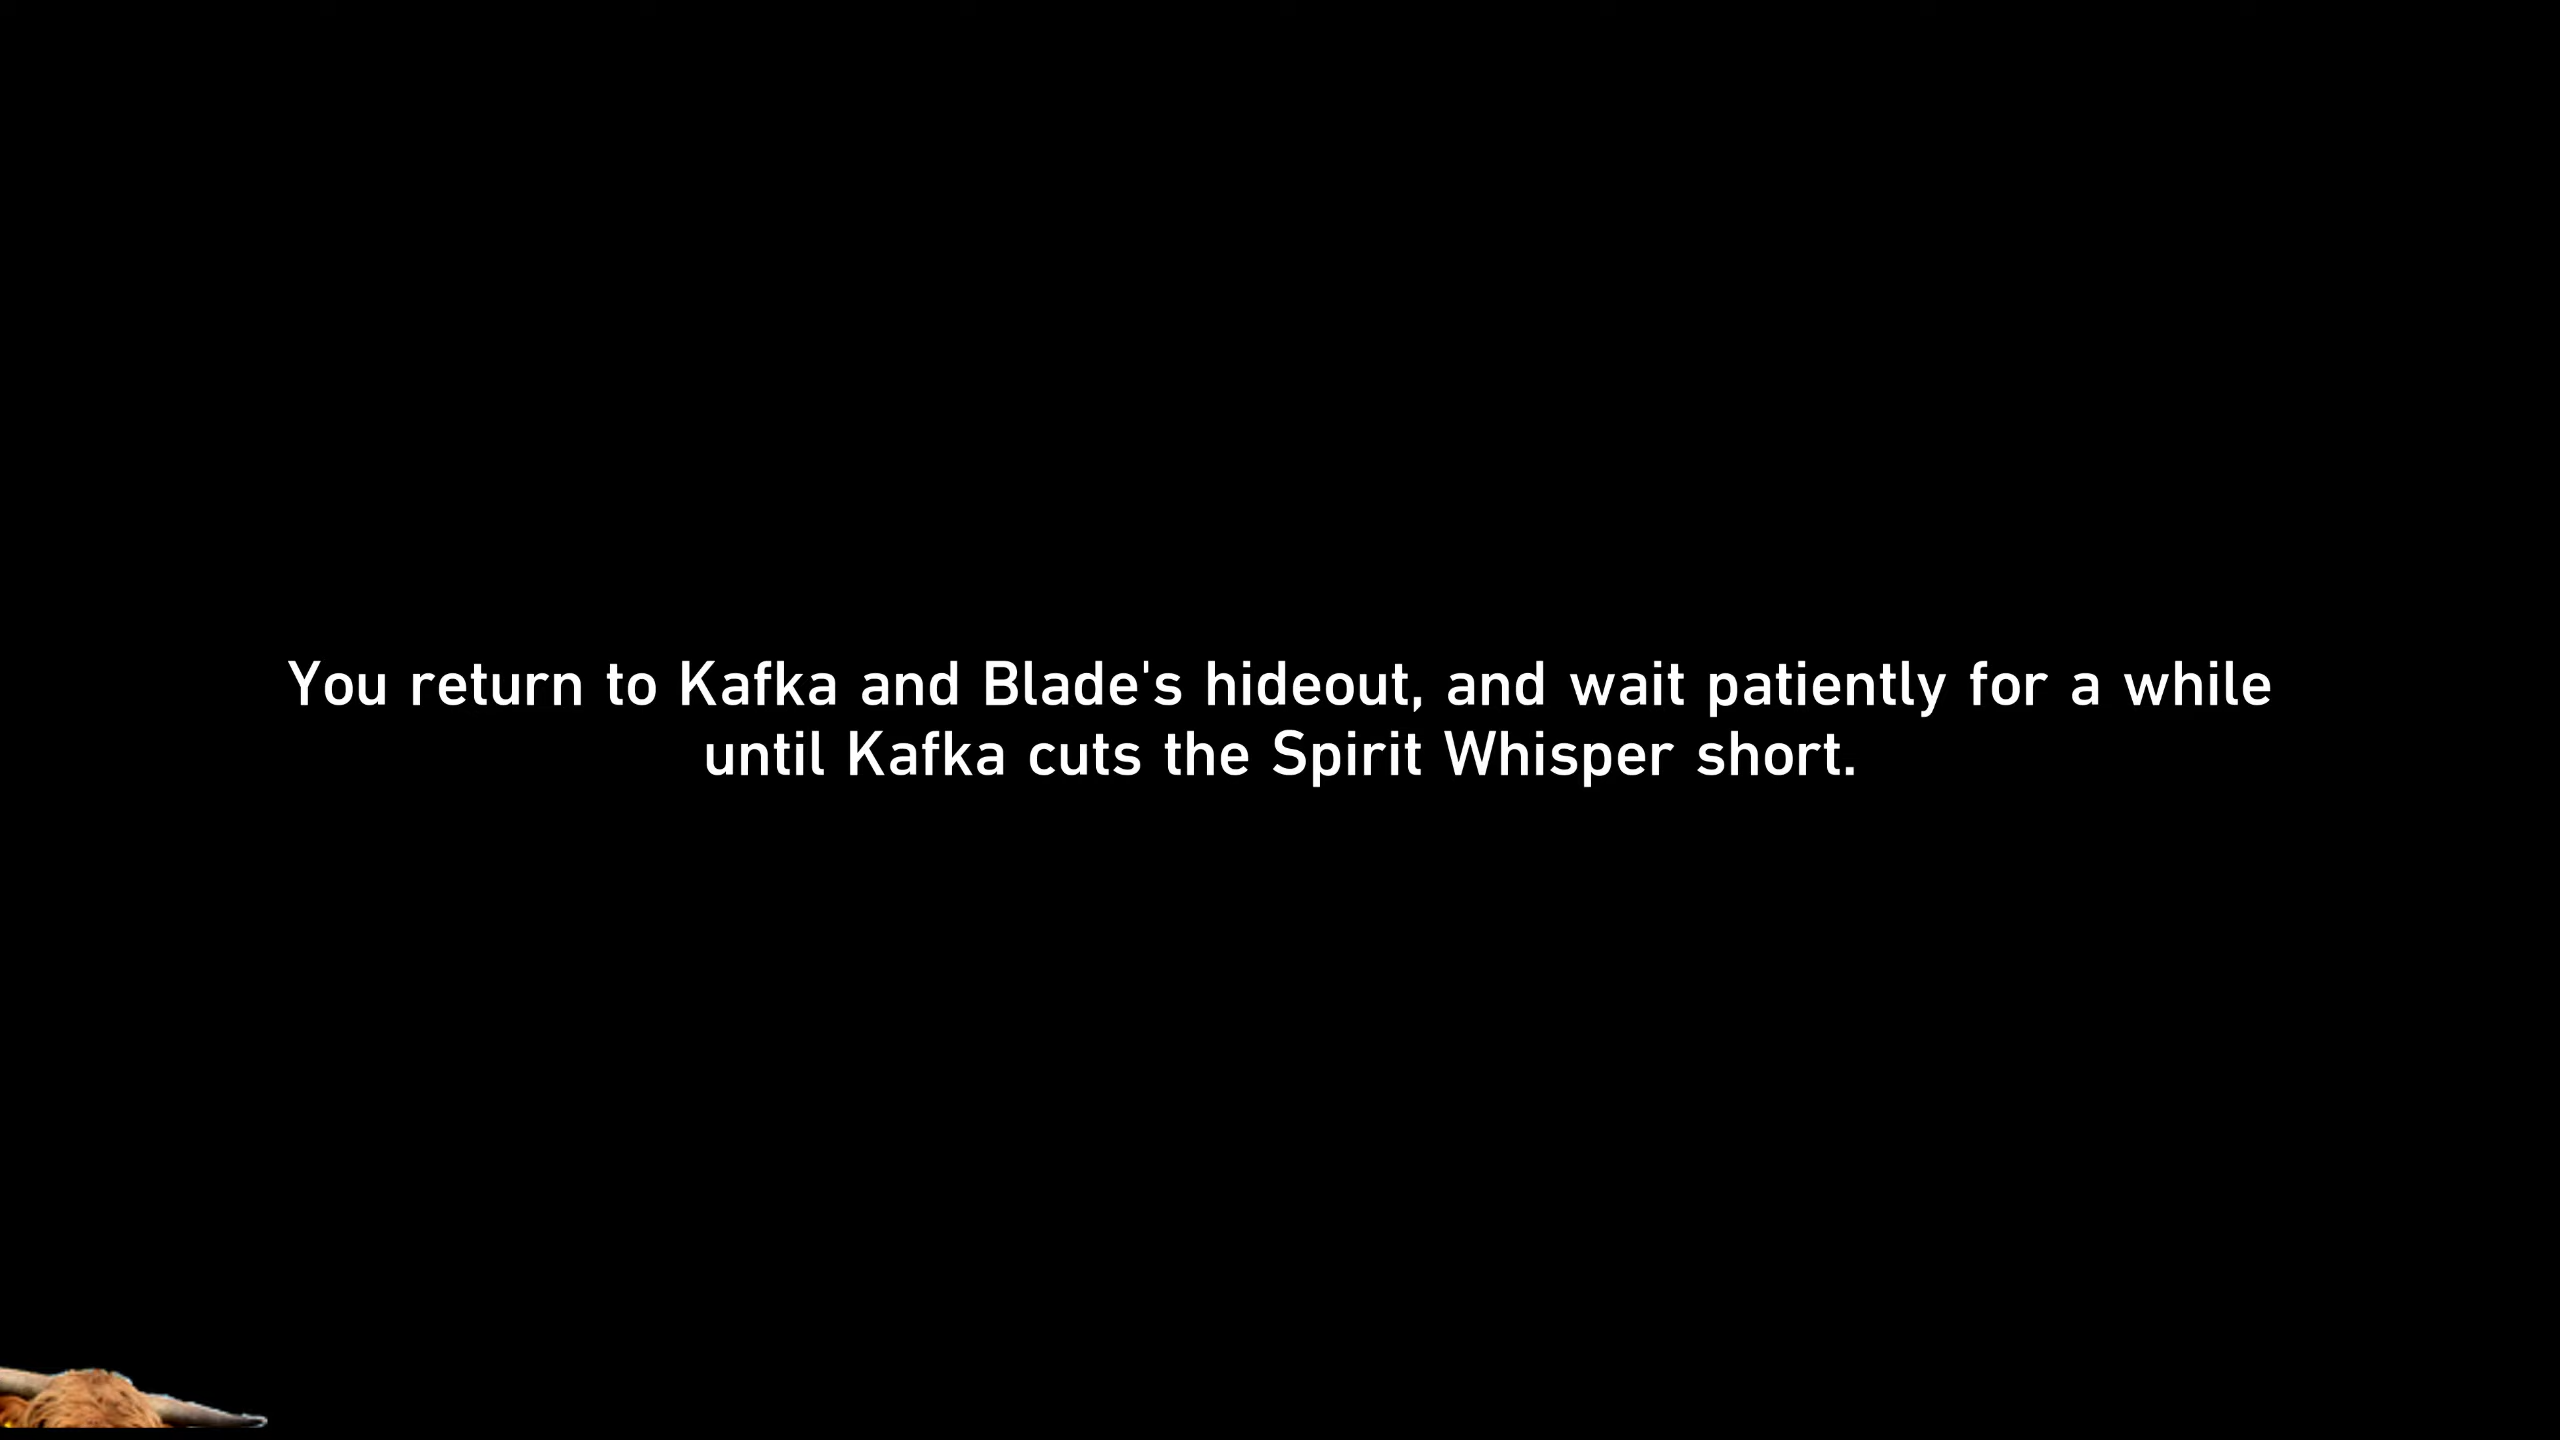 You return to Kafka and Blade's hideout, and wait patiently for a while
until Kafka cuts the Spirit Whisper short.